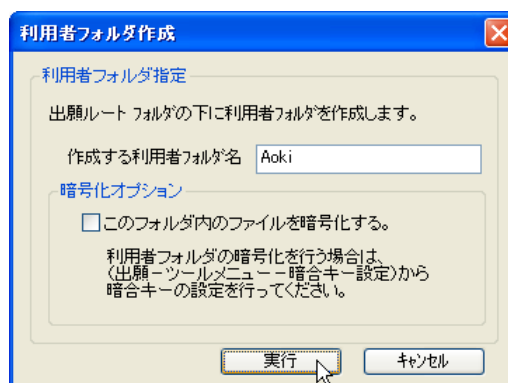 利用者フォルダ作成
利用者フォルダ指定
出願ルート フォルダの下に利用者フォルダを作成します。
作成する利用者フォルダ名 Aoki
暗号化オプション
このフォルダ内のファイルを暗号化する。
利用者フォルダの暗号化を行う場合は、
(出願－ツールメニュー－暗合キー設定)から
暗合キーの設定を行ってください。
実行 キャンセル